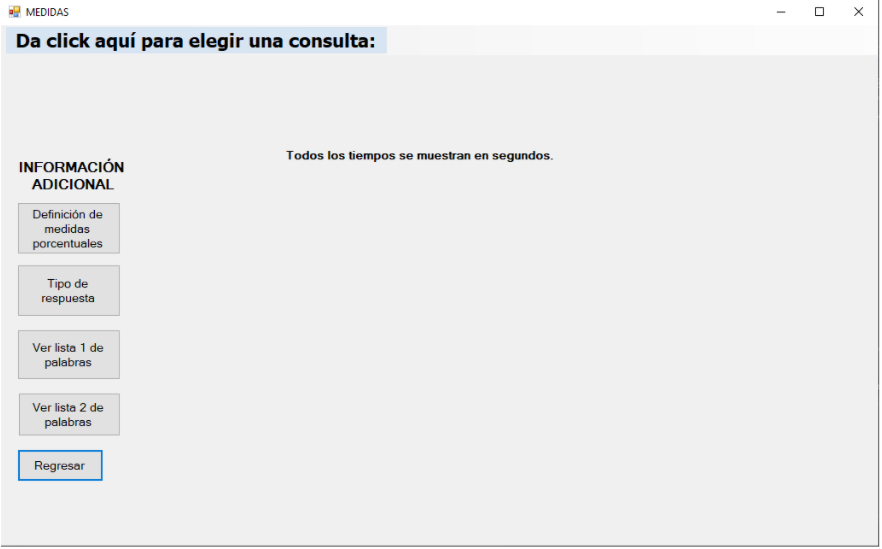 MEDIDAS
Da click aquí para elegir una consulta:
Todos los tiempos se muestran en segundos.
INFORMACIÓN
ADICIONAL
Definición de
medidas
porcentuales
Tipo de
respuesta
Ver lista 1 de
palabras
Ver lista 2 de
palabras
Regresar